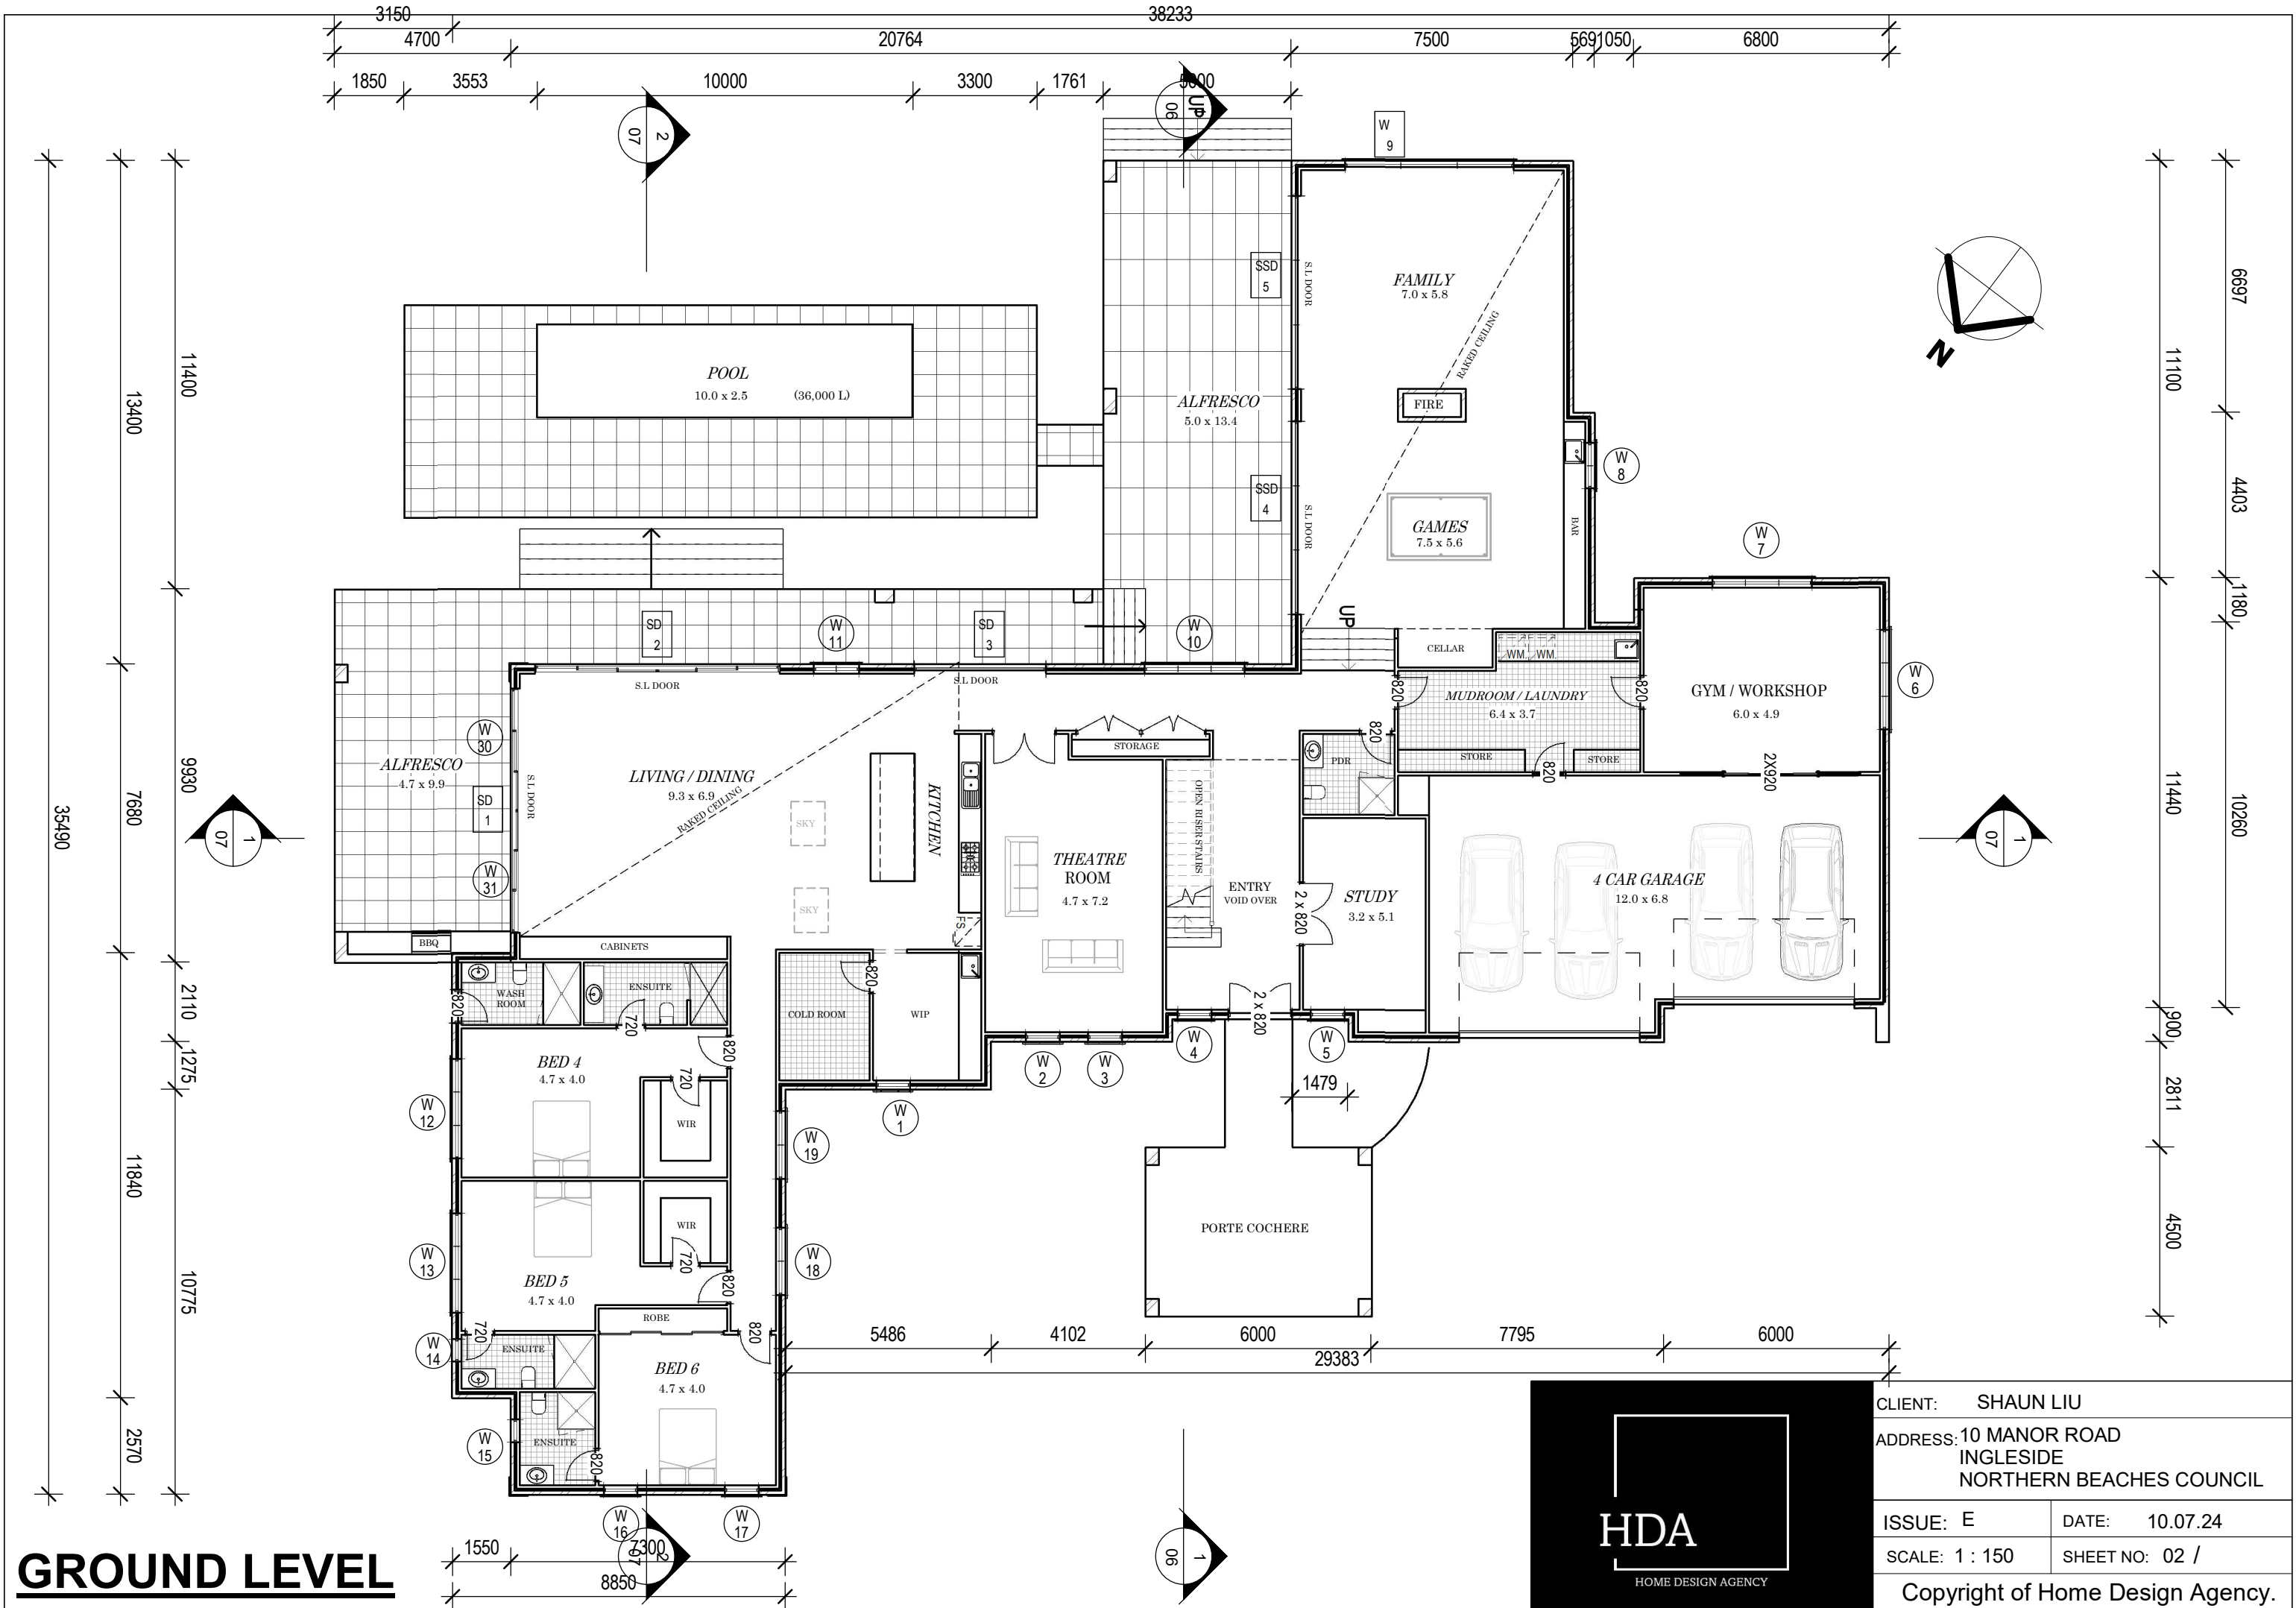 3150
38233
4700
20764
7500
569
1050
6800
1850
3553
10000
3300
1761
5000
2
07
06
UP
W
9
6697
11100
4403
1180
11440
10260
900
2811
4500
N
11400
13400
9930
7680
35490
2110
1275
11840
10775
2570
POOL
10.0 x 2.5 (36,000 L)
ALFRESCO
5.0 x 13.4
SSD
5
S.L DOOR
SSD
4
S.L DOOR
FAMILY
7.0 x 5.8
RAKED CEILING
FIRE
GAMES
7.5 x 5.6
BAR
W
8
W
7
W
6
UP
CELLAR
WM.
WM.
MUDROOM / LAUNDRY
6.4 x 3.7
820
820
STORE
820
STORE
GYM / WORKSHOP
6.0 x 4.9
2X920
SD
2
W
11
SD
3
W
10
S.L DOOR
S.L DOOR
W
30
ALFRESCO
4.7 x 9.9
SD
1
S.L DOOR
W
31
BBQ
LIVING / DINING
9.3 x 6.9
RAKED CEILING
SKY
SKY
KITCHEN
FS
CABINETS
STORAGE
THEATRE
ROOM
4.7 x 7.2
OPEN RISER STAIRS
ENTRY
VOID OVER
PDR
820
2 x 820
STUDY
3.2 x 5.1
4 CAR GARAGE
12.0 x 6.8
1
07
1
07
WASH
ROOM
820
ENSUITE
720
COLD ROOM
820
WIP
2 x 820
W
4
W
5
W
2
W
3
W
1
1479
BED 4
4.7 x 4.0
820
720
WIR
W
12
W
19
WIR
720
BED 5
4.7 x 4.0
820
W
13
W
18
PORTE COCHERE
ROBE
820
720
ENSUITE
W
14
BED 6
4.7 x 4.0
ENSUITE
820
W
15
W
16
W
17
5486
4102
6000
7795
6000
29383
1550
7300
8850
2
07
1
06
GROUND LEVEL
HDA
HOME DESIGN AGENCY
CLIENT: SHAUN LIU
ADDRESS: 10 MANOR ROAD
INGLESIDE
NORTHERN BEACHES COUNCIL
ISSUE: E
DATE: 10.07.24
SCALE: 1 : 150
SHEET NO: 02 /
Copyright of Home Design Agency.